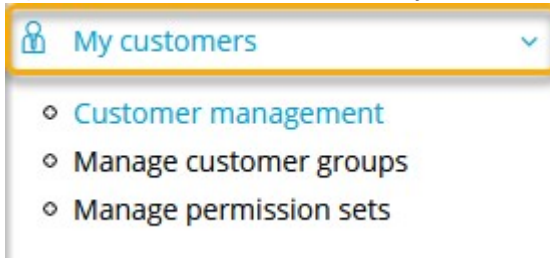 My customers
Customer management
Manage customer groups
Manage permission sets